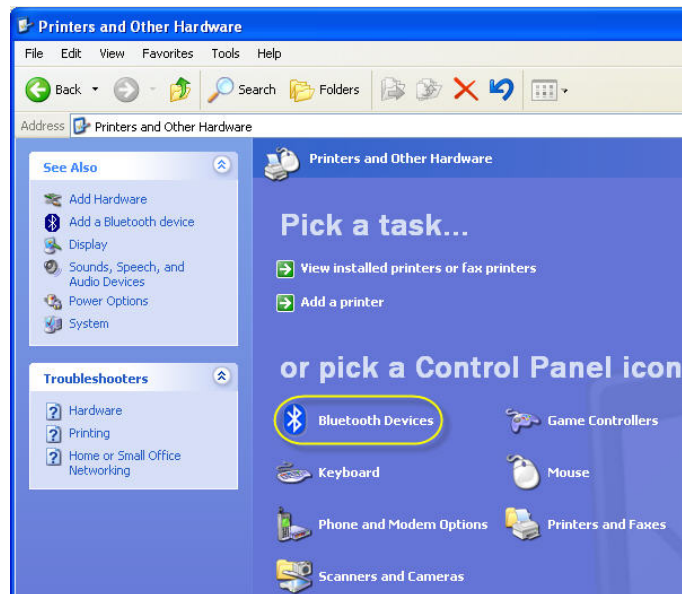 Printers and Other Hardware
File Edit View Favorites Tools Help
Back Search Folders
Address Printers and Other Hardware
See Also
Add Hardware
Add a Bluetooth device
Display
Sounds, Speech, and
Audio Devices
Power Options
System
Troubleshooters
Hardware
Printing
Home or Small Office
Networking
Printers and Other Hardware
Pick a task...
View installed printers or fax printers
Add a printer
or pick a Control Panel icon
Bluetooth Devices Game Controllers
Keyboard Mouse
Phone and Modem Options Printers and Faxes
Scanners and Cameras